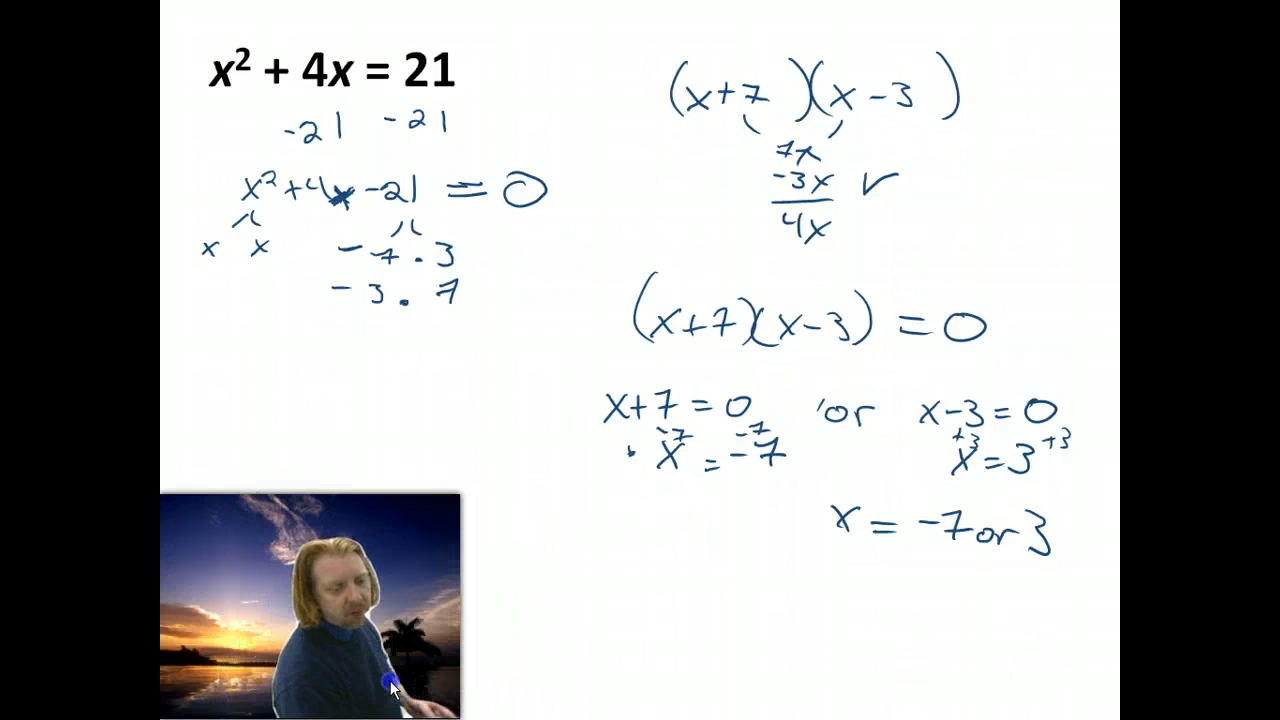 x² + 4x = 21
-21 -21
x²+4x-21 = 0
x x -7 . 3
-3 . 7
(x+7)(x-3)
7x
-3x ✓
4x
(x+7)(x-3) = 0
x+7 = 0 or x-3 = 0
-7 -7 +3 +3
x = -7 x = 3
x = -7 or 3